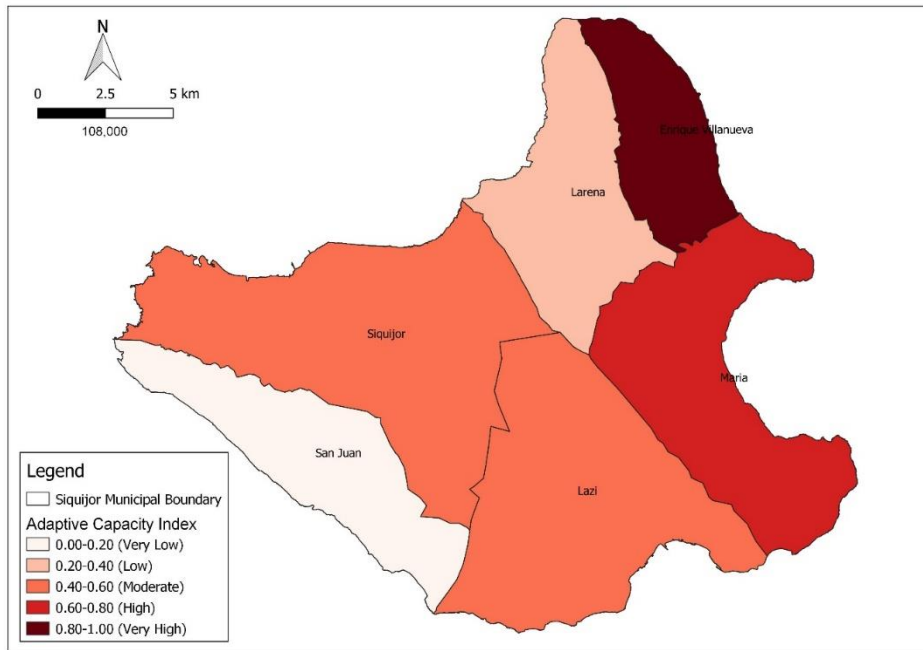 N
0 2.5 5 km
108,000
Enrique Villanueva
Larena
Siquijor
Maria
San Juan
Lazi
Legend
Siquijor Municipal Boundary
Adaptive Capacity Index
0.00-0.20 (Very Low)
0.20-0.40 (Low)
0.40-0.60 (Moderate)
0.60-0.80 (High)
0.80-1.00 (Very High)